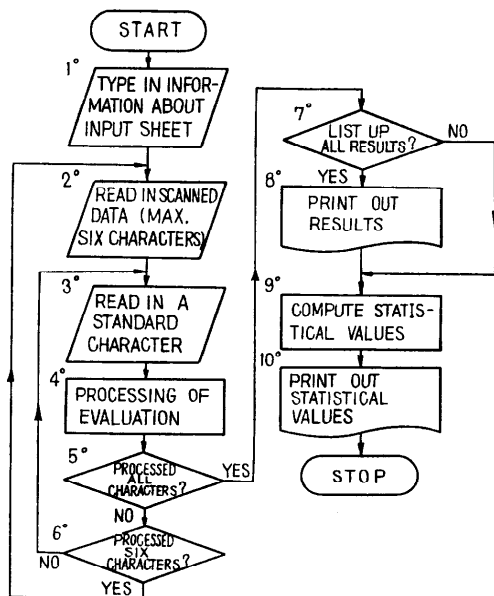 START
1°
TYPE IN INFOR-
MATION ABOUT
INPUT SHEET
2°
READ IN SCANNED
DATA (MAX.
SIX CHARACTERS)
3°
READ IN A
STANDARD
CHARACTER
4°
PROCESSING OF
EVALUATION
5°
PROCESSED
ALL
CHARACTERS?
YES
NO
6°
PROCESSED
SIX
CHARACTERS?
NO
YES
7°
LIST UP
ALL RESULTS?
NO
YES
8°
PRINT OUT
RESULTS
9°
COMPUTE STATIS-
TICAL VALUES
10°
PRINT OUT
STATISTICAL
VALUES
STOP